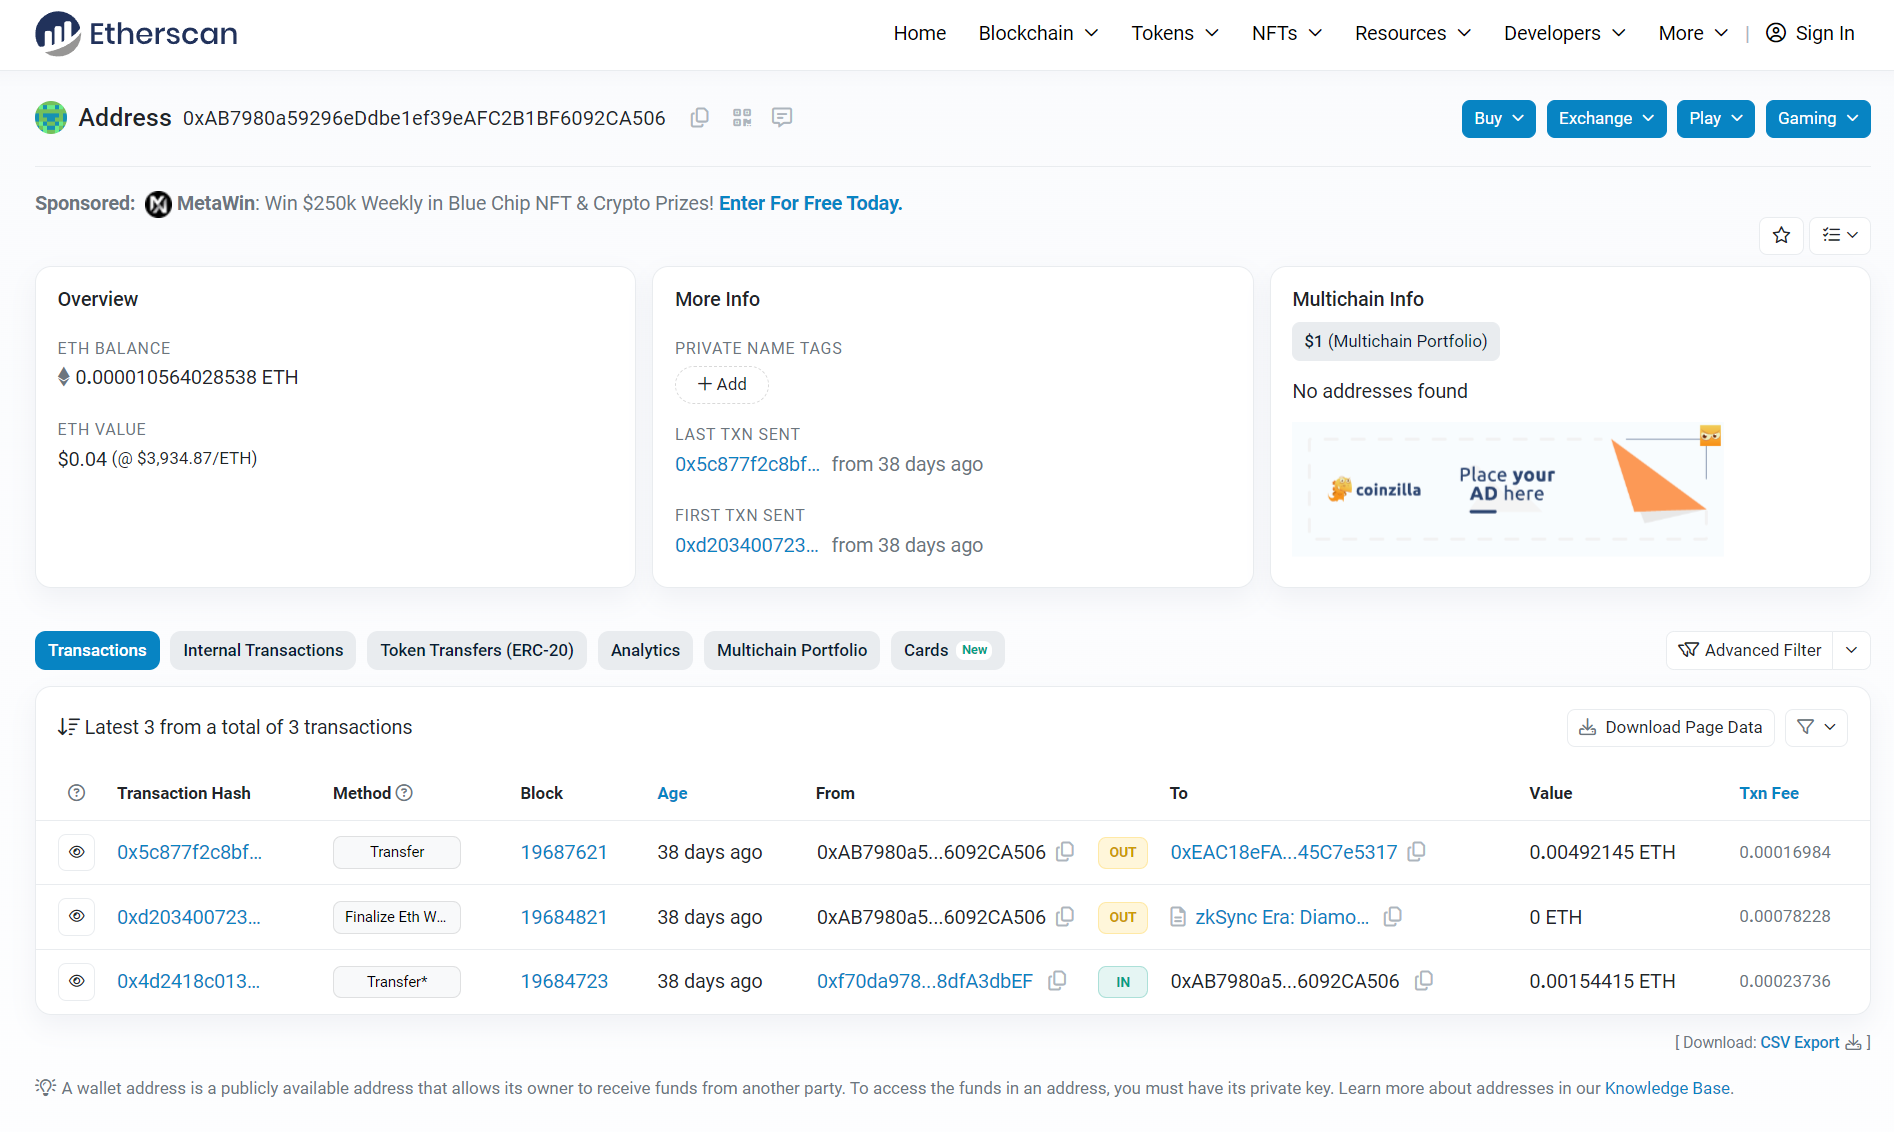 Etherscan
Home Blockchain Tokens NFTs Resources Developers More | Sign In
Address 0xAB7980a59296eDdbe1ef39eAFC2B1BF6092CA506
Buy Exchange Play Gaming
Sponsored: MetaWin: Win $250k Weekly in Blue Chip NFT & Crypto Prizes! Enter For Free Today.
Overview
ETH BALANCE
0.000010564028538 ETH
ETH VALUE
$0.04 (@ $3,934.87/ETH)
More Info
PRIVATE NAME TAGS
+ Add
LAST TXN SENT
0x5c877f2c8bf... from 38 days ago
FIRST TXN SENT
0xd203400723... from 38 days ago
Multichain Info
$1 (Multichain Portfolio)
No addresses found
coinzilla
Place your
AD here
Transactions Internal Transactions Token Transfers (ERC-20) Analytics Multichain Portfolio Cards New
Advanced Filter
Latest 3 from a total of 3 transactions
Download Page Data
Transaction Hash Method Block Age From To Value Txn Fee
0x5c877f2c8bf... Transfer 19687621 38 days ago 0xAB7980a5...6092CA506 OUT 0xEAC18eFA...45C7e5317 0.00492145 ETH 0.00016984
0xd203400723... Finalize Eth W... 19684821 38 days ago 0xAB7980a5...6092CA506 OUT zkSync Era: Diamo... 0 ETH 0.00078228
0x4d2418c013... Transfer* 19684723 38 days ago 0xf70da978...8dfA3dbEF IN 0xAB7980a5...6092CA506 0.00154415 ETH 0.00023736
[ Download: CSV Export ]
A wallet address is a publicly available address that allows its owner to receive funds from another party. To access the funds in an address, you must have its private key. Learn more about addresses in our Knowledge Base.